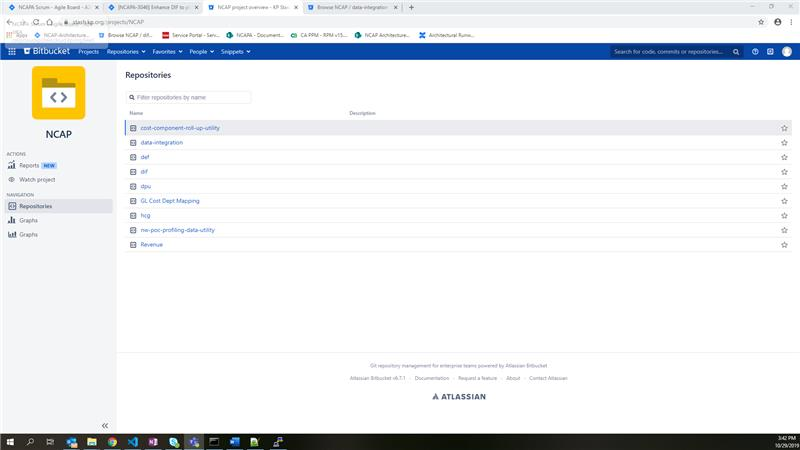 NCAPA Scrum - Agile Board
[NCAPA-3040] Enhance DIF to pl
NCAP project overview - KP Sta
Browse NCAP / data-integration
stash.kp.org/projects/NCAP
Apps
NCAP-Architecture...
Browse NCAP / dif...
Service Portal - Serv...
NCAPA - Document...
CA PPM - RPM v15...
NCAP Architecture...
Architectural Runw...
Bitbucket
Projects
Repositories
Favorites
People
Snippets
Search for code, commits or repositories...
NCAP
ACTIONS
Reports NEW
Watch project
NAVIGATION
Repositories
Graphs
Graphs
Repositories
Filter repositories by name
Name Description
cost-component-roll-up-utility
data-integration
def
dif
dpu
GL Cost Dept Mapping
hcg
nw-poc-profiling-data-utility
Revenue
Git repository management for enterprise teams powered by Atlassian Bitbucket
Atlassian Bitbucket v6.7.1 · Documentation · Request a feature · About · Contact Atlassian
ATLASSIAN
3:42 PM
10/29/2019